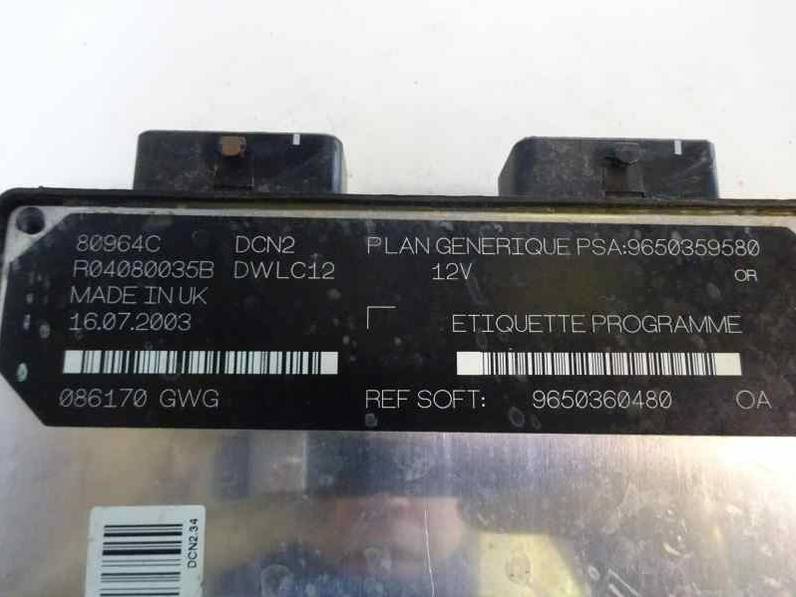 80964C DCN2 PLAN GENERIQUE PSA:9650359580
R04080035B DWLC12 12V OR
MADE IN UK
16.07.2003 ETIQUETTE PROGRAMME
086170 GWG REF SOFT: 9650360480 OA
DCN2.34